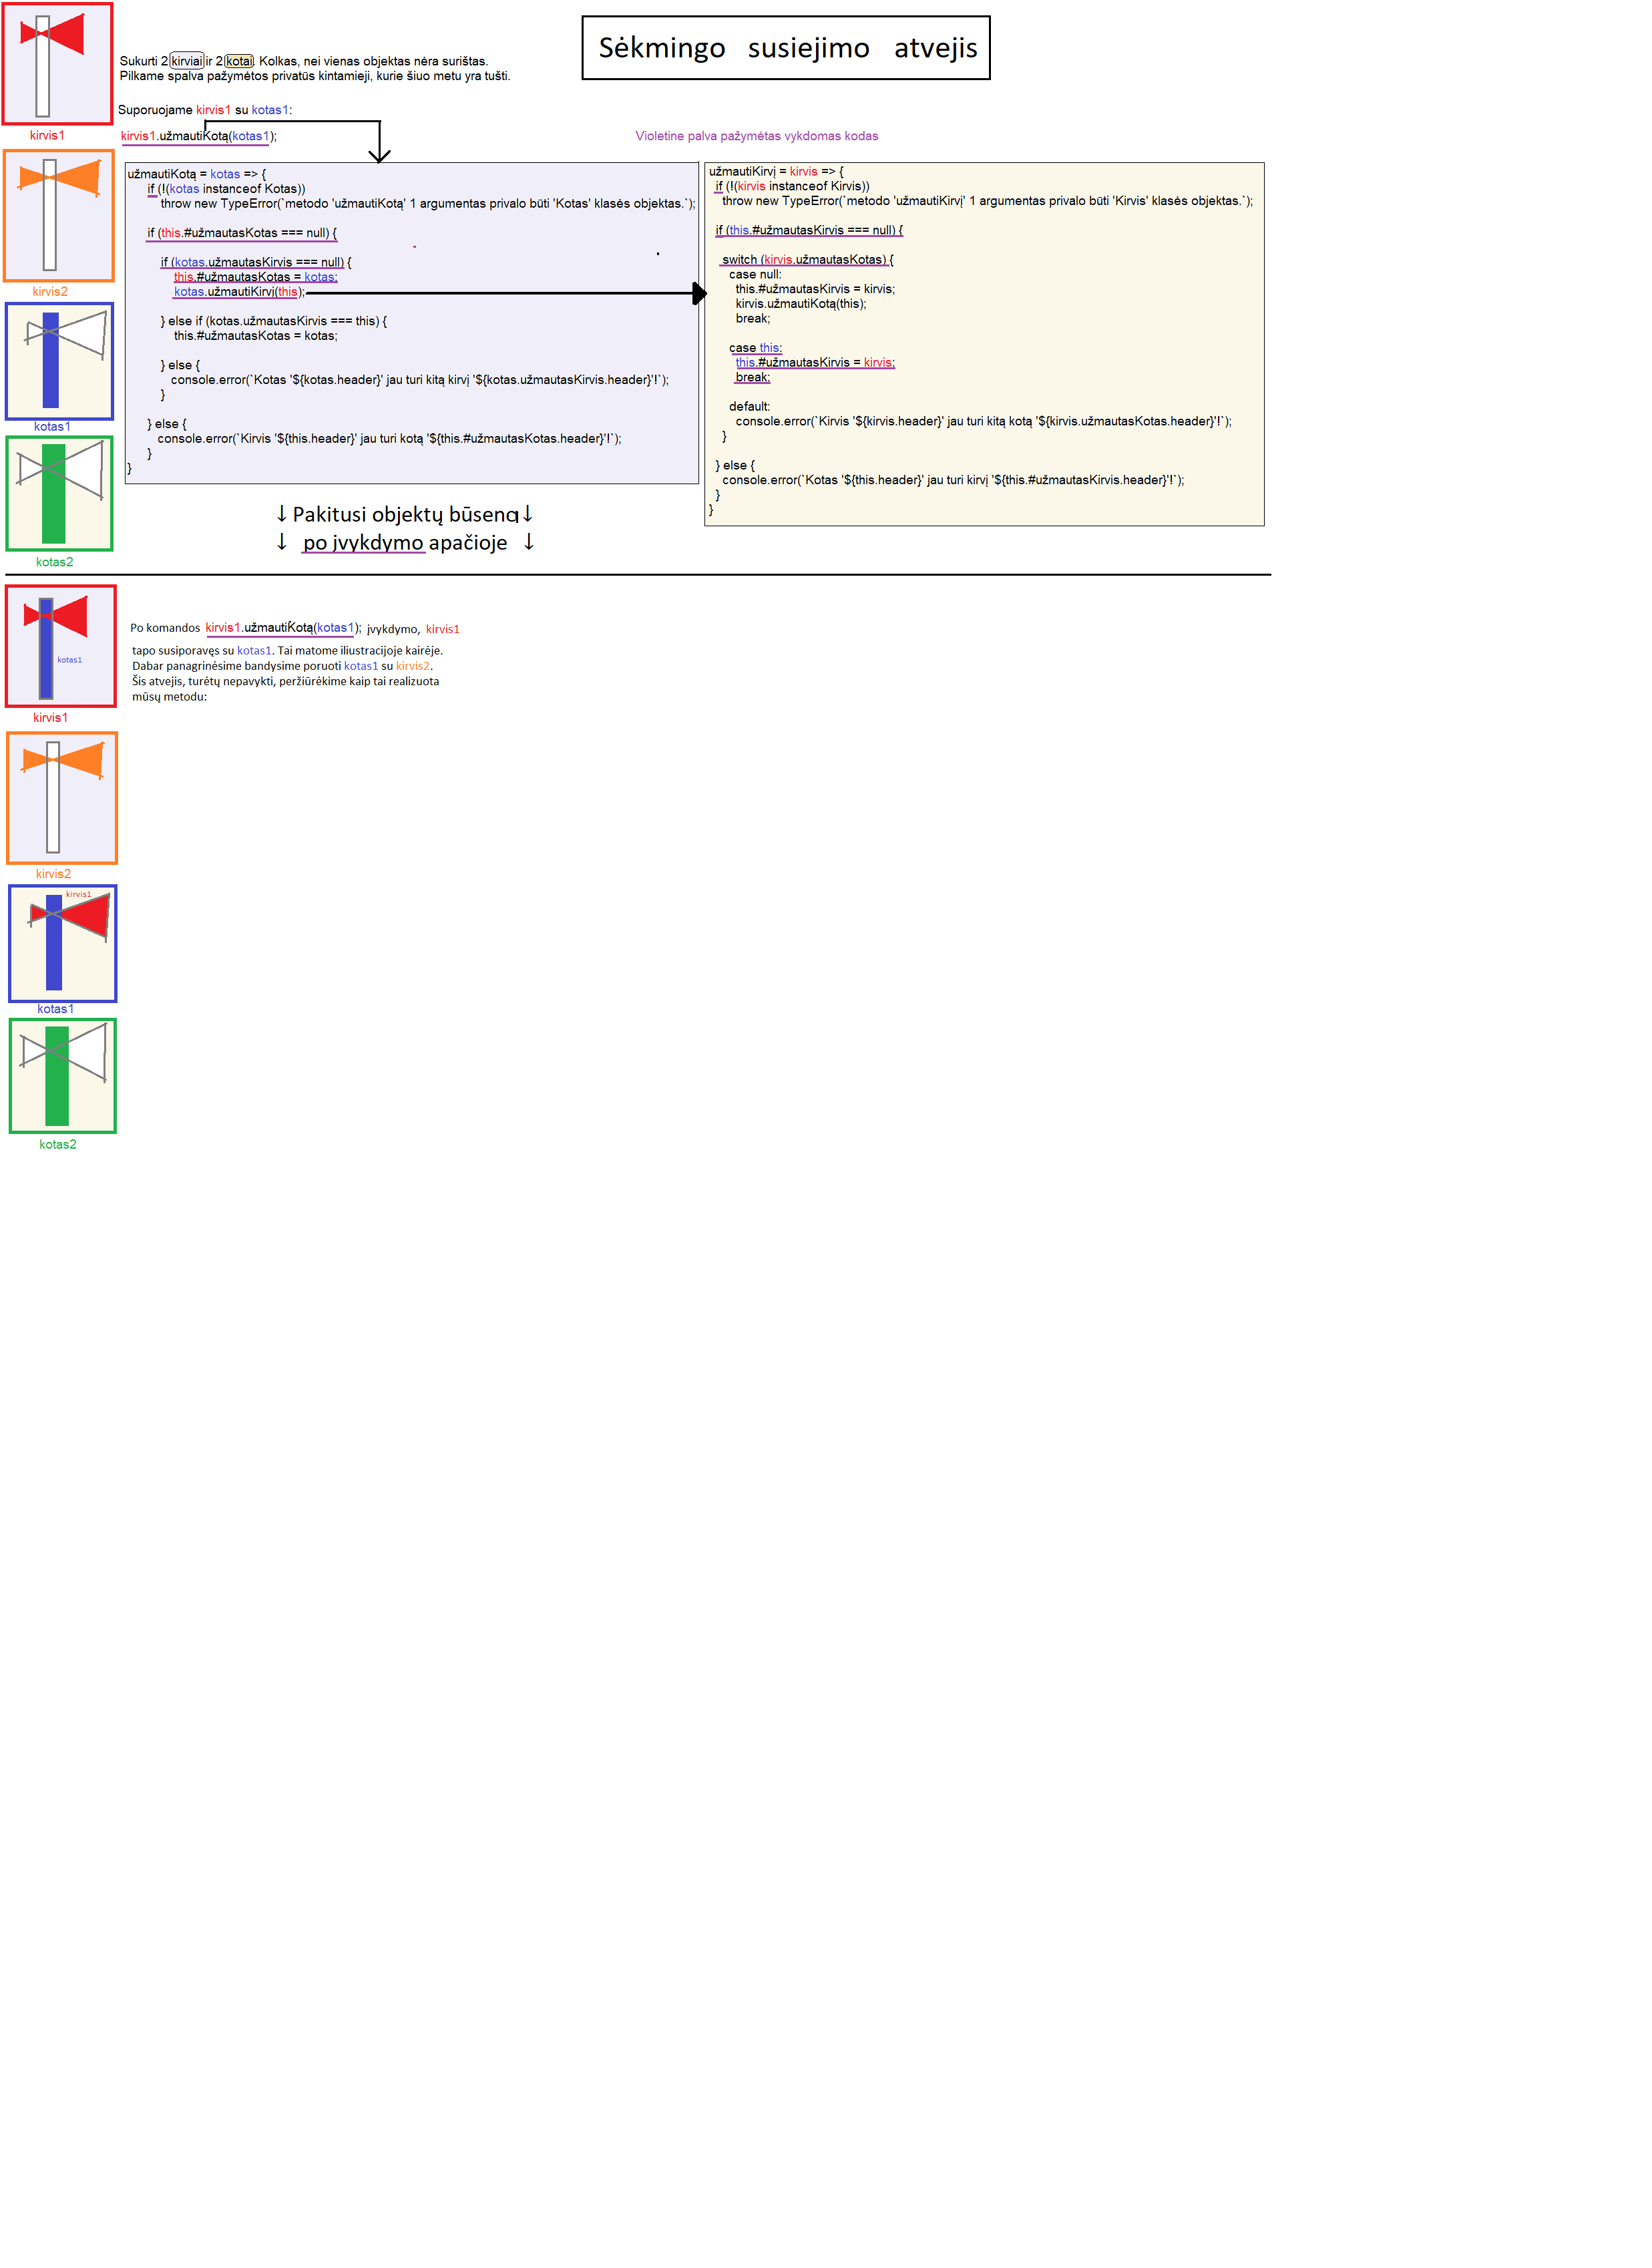 Sėkmingo susiejimo atvejis
Sukurti 2 kirviai ir 2 kotai. Kolkas, nei vienas objektas nėra surištas.
Pilkame spalva pažymėtos privatūs kintamieji, kurie šiuo metu yra tušti.
Suporuojame kirvis1 su kotas1:
kirvis1.užmautiKotą(kotas1);
Violetine palva pažymėtas vykdomas kodas
kirvis1
kirvis2
kotas1
kotas2
užmautiKotą = kotas => {
if (!(kotas instanceof Kotas))
throw new TypeError(`metodo 'užmautiKotą' 1 argumentas privalo būti 'Kotas' klasės objektas.`);
if (this.#užmautasKotas === null) {
if (kotas.užmautasKirvis === null) {
this.#užmautasKotas = kotas;
kotas.užmautiKirvį(this);
} else if (kotas.užmautasKirvis === this) {
this.#užmautasKotas = kotas;
} else {
console.error(`Kotas '${kotas.header}' jau turi kitą kirvį '${kotas.užmautasKirvis.header}'!`);
}
} else {
console.error(`Kirvis '${this.header}' jau turi kotą '${this.#užmautasKotas.header}'!`);
}
}
užmautiKirvį = kirvis => {
if (!(kirvis instanceof Kirvis))
throw new TypeError(`metodo 'užmautiKirvį' 1 argumentas privalo būti 'Kirvis' klasės objektas.`);
if (this.#užmautasKirvis === null) {
switch (kirvis.užmautasKotas) {
case null:
this.#užmautasKirvis = kirvis;
kirvis.užmautiKotą(this);
break;
case this:
this.#užmautasKirvis = kirvis;
break;
default:
console.error(`Kirvis '${kirvis.header}' jau turi kitą kotą '${kirvis.užmautasKotas.header}'!`);
}
} else {
console.error(`Kotas '${this.header}' jau turi kirvį '${this.#užmautasKirvis.header}'!`);
}
}
↓Pakitusi objektų būsena↓
↓ po įvykdymo apačioje ↓
Po komandos kirvis1.užmautiKotą(kotas1); įvykdymo, kirvis1
tapo susiporavęs su kotas1. Tai matome iliustracijoje kairėje.
Dabar panagrinėsime bandysime poruoti kotas1 su kirvis2.
Šis atvejis, turėtų nepavykti, peržiūrėkime kaip tai realizuota
mūsų metodu:
kotas1
kirvis1
kirvis2
kirvis1
kotas1
kotas2